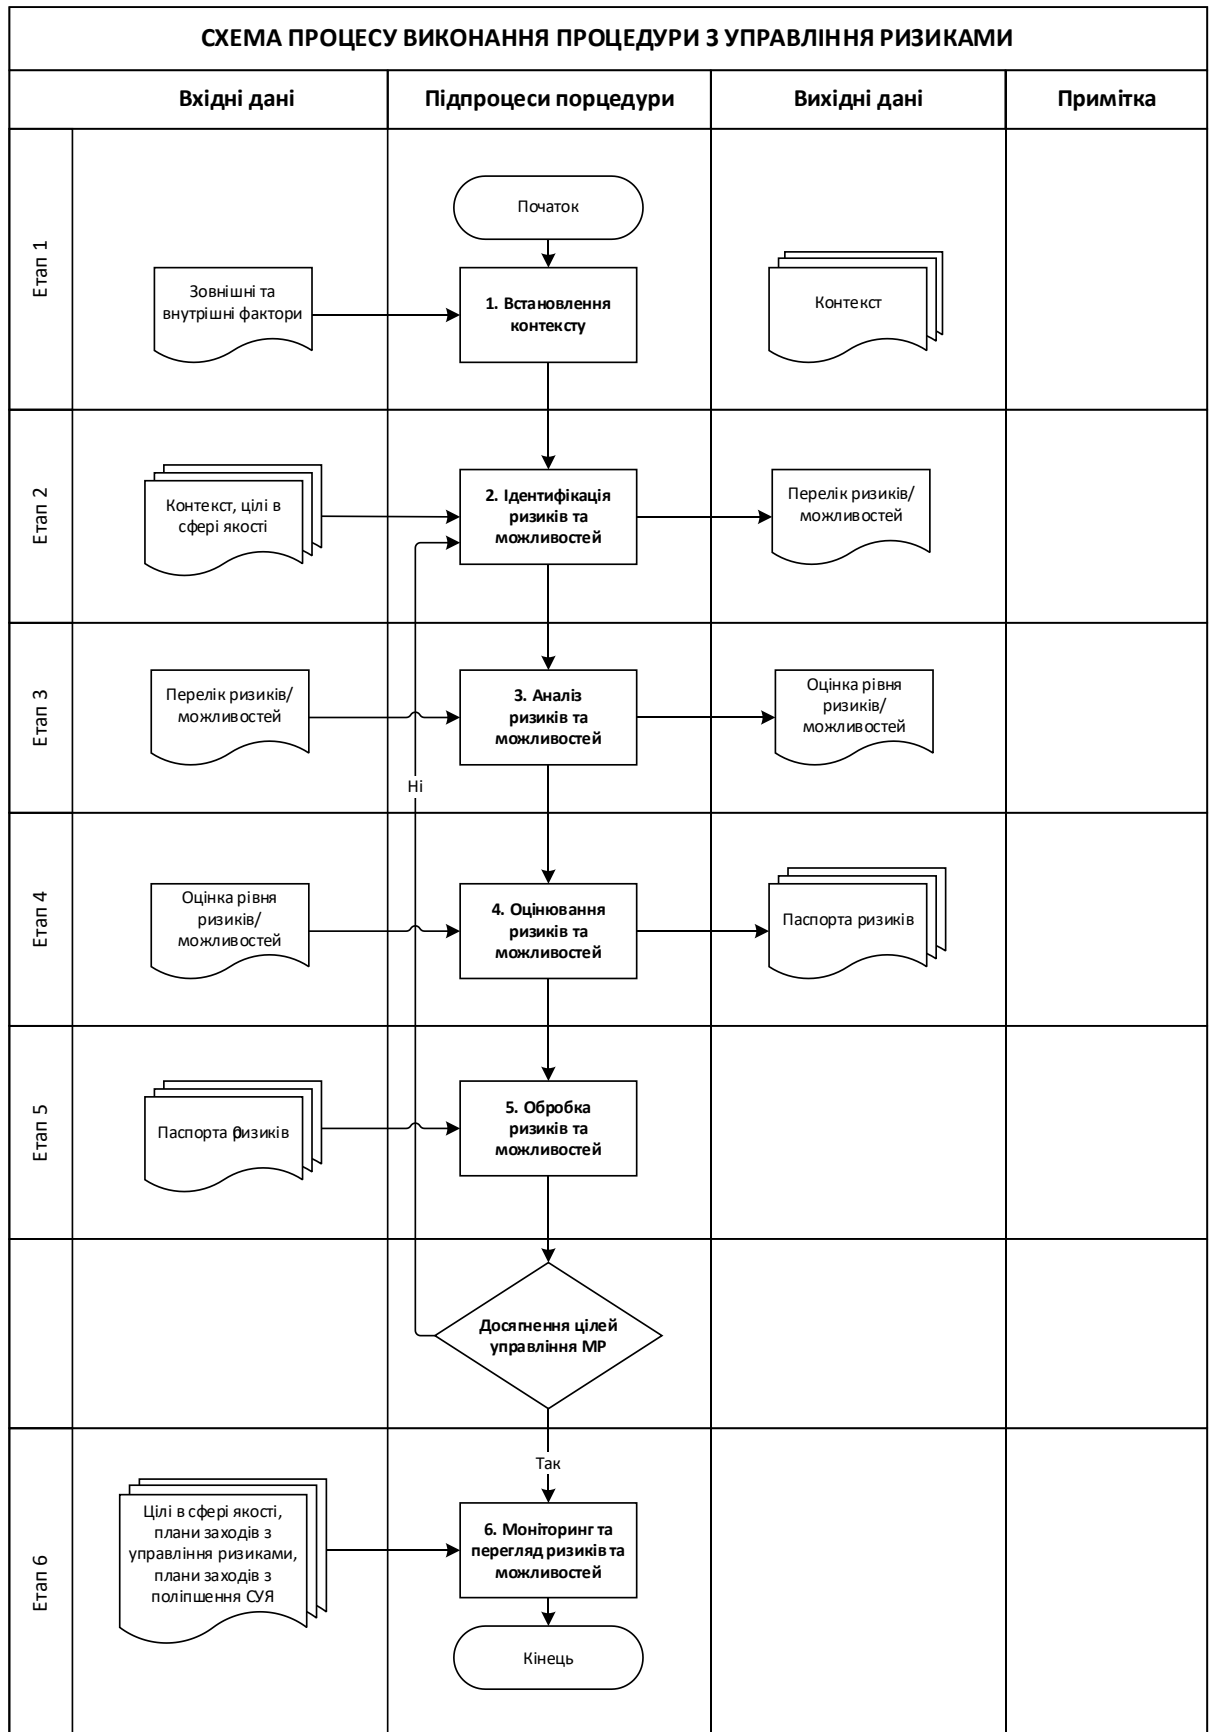 СХЕМА ПРОЦЕСУ ВИКОНАННЯ ПРОЦЕДУРИ З УПРАВЛІННЯ РИЗИКАМИ
Вхідні дані
Підпроцеси порцедури
Вихідні дані
Примітка
Етап 1
Початок
Зовнішні та
внутрішні фактори
1. Встановлення
контексту
Контекст
Етап 2
Контекст, цілі в
сфері якості
2. Ідентифікація
ризиків та
можливостей
Перелік ризиків/
можливостей
Етап 3
Перелік ризиків/
можливостей
3. Аналіз
ризиків та
можливостей
Оцінка рівня
ризиків/
можливостей
Ні
Етап 4
Оцінка рівня
ризиків/
можливостей
4. Оцінювання
ризиків та
можливостей
Паспорта ризиків
Етап 5
Паспорта ризиків
5. Обробка
ризиків та
можливостей
Досягнення цілей
управління МР
Так
Етап 6
Цілі в сфері якості,
плани заходів з
управління ризиками,
плани заходів з
поліпшення СУЯ
6. Моніторинг та
перегляд ризиків та
можливостей
Кінець